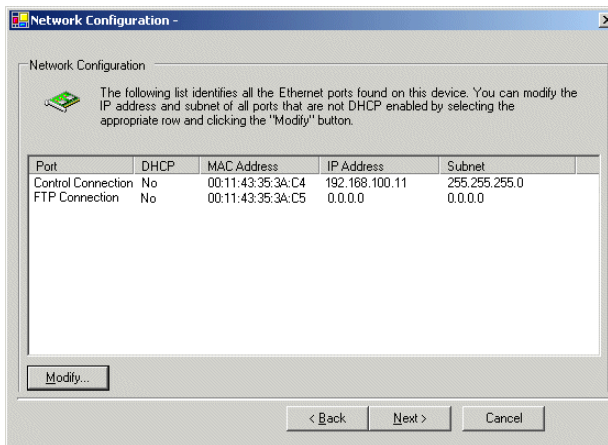 Network Configuration -
Network Configuration
The following list identifies all the Ethernet ports found on this device. You can modify the
IP address and subnet of all ports that are not DHCP enabled by selecting the
appropriate row and clicking the "Modify" button.
Port DHCP MAC Address IP Address Subnet
Control Connection No 00:11:43:35:3A:C4 192.168.100.11 255.255.255.0
FTP Connection No 00:11:43:35:3A:C5 0.0.0.0 0.0.0.0
Modify...
< Back Next > Cancel